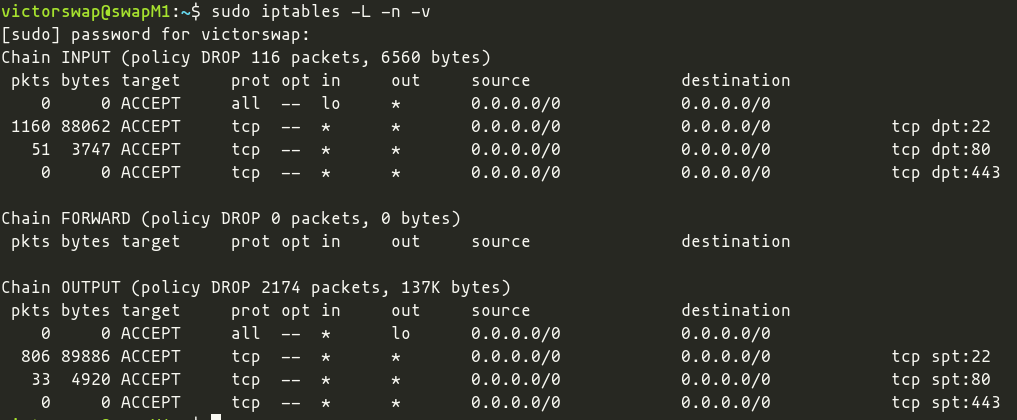 victorswap@swapM1:~$ sudo iptables -L -n -v
[sudo] password for victorswap:
Chain INPUT (policy DROP 116 packets, 6560 bytes)
 pkts bytes target     prot opt in     out     source               destination
    0     0 ACCEPT     all  --  lo     *       0.0.0.0/0            0.0.0.0/0
 1160 88062 ACCEPT     tcp  --  *      *       0.0.0.0/0            0.0.0.0/0            tcp dpt:22
   51  3747 ACCEPT     tcp  --  *      *       0.0.0.0/0            0.0.0.0/0            tcp dpt:80
    0     0 ACCEPT     tcp  --  *      *       0.0.0.0/0            0.0.0.0/0            tcp dpt:443
Chain FORWARD (policy DROP 0 packets, 0 bytes)
 pkts bytes target     prot opt in     out     source               destination
Chain OUTPUT (policy DROP 2174 packets, 137K bytes)
 pkts bytes target     prot opt in     out     source               destination
    0     0 ACCEPT     all  --  *      lo      0.0.0.0/0            0.0.0.0/0
  806 89886 ACCEPT     tcp  --  *      *       0.0.0.0/0            0.0.0.0/0            tcp spt:22
   33  4920 ACCEPT     tcp  --  *      *       0.0.0.0/0            0.0.0.0/0            tcp spt:80
    0     0 ACCEPT     tcp  --  *      *       0.0.0.0/0            0.0.0.0/0            tcp spt:443